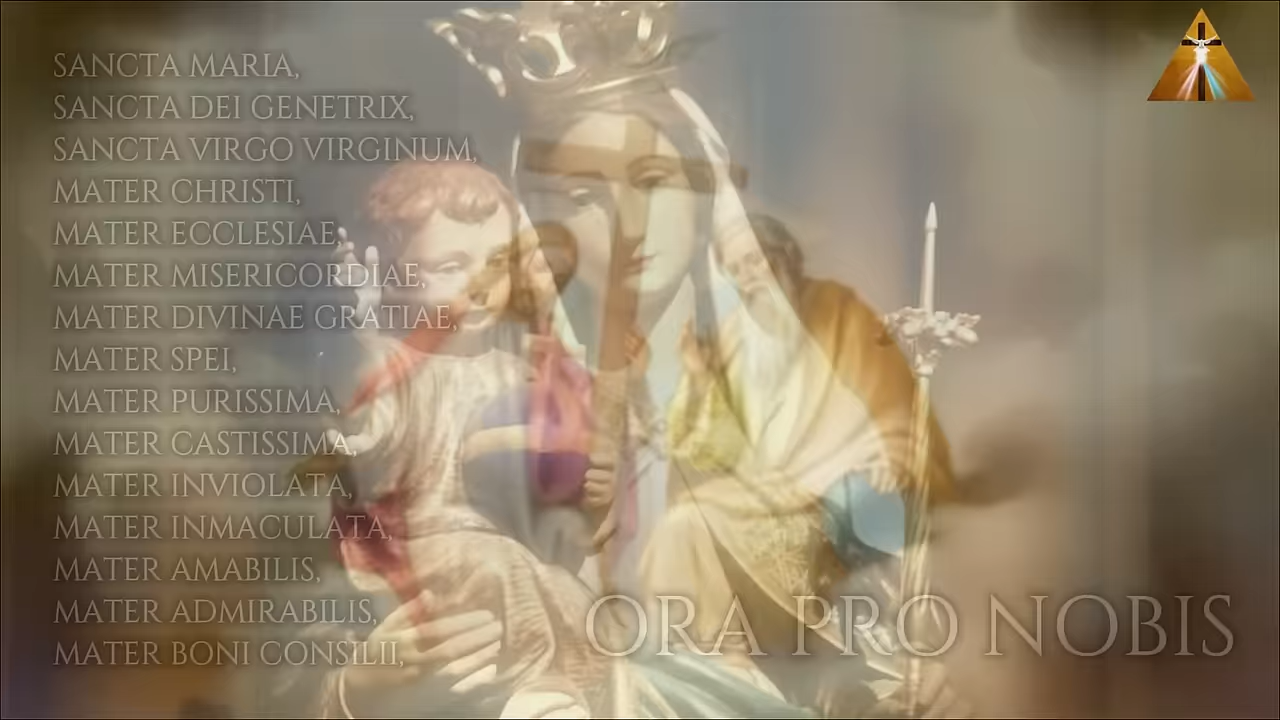 SANCTA MARIA,
SANCTA DEI GENETRIX,
SANCTA VIRGO VIRGINUM,
MATER CHRISTI,
MATER ECCLESIAE,
MATER MISERICORDIAE,
MATER DIVINAE GRATIAE,
MATER SPEI,
MATER PURISSIMA,
MATER CASTISSIMA,
MATER INVIOLATA,
MATER INMACULATA,
MATER AMABILIS,
MATER ADMIRABILIS,
MATER BONI CONSILII,
ORA PRO NOBIS